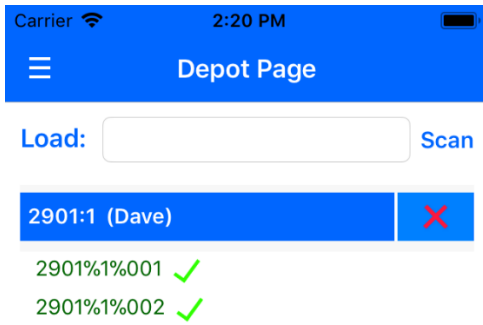 Carrier 2:20 PM
Depot Page
Load: Scan
2901:1 (Dave)
2901%1%001
2901%1%002